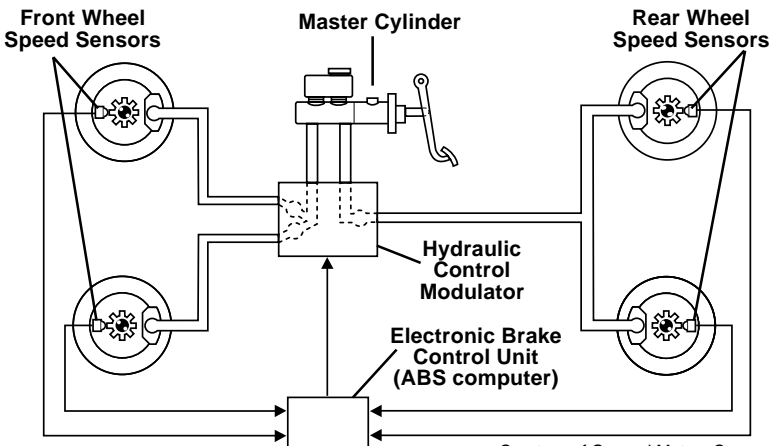 Front Wheel
Speed Sensors
Master Cylinder
Rear Wheel
Speed Sensors
Hydraulic
Control
Modulator
Electronic Brake
Control Unit
(ABS computer)